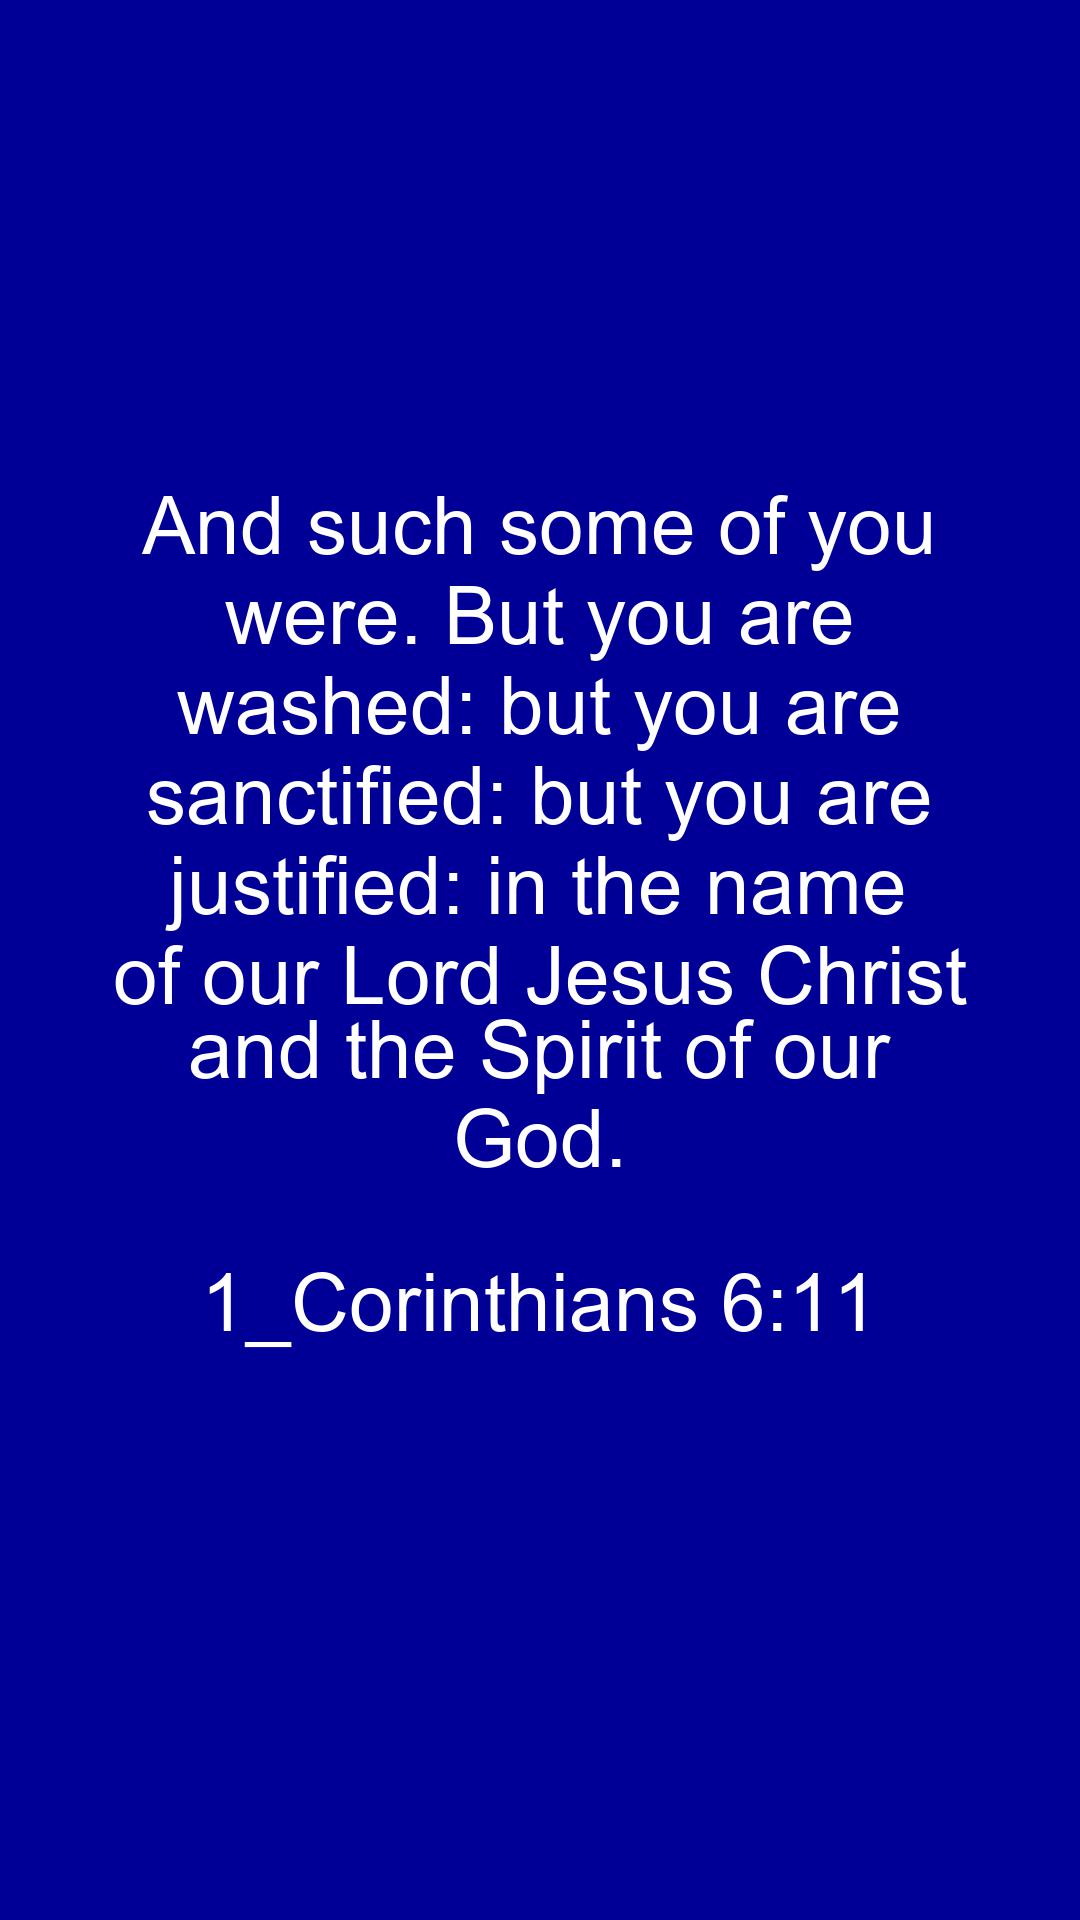 And such some of you
were. But you are
washed: but you are
sanctified: but you are
justified: in the name
of our Lord Jesus Christ
and the Spirit of our
God.
1_Corinthians 6:11